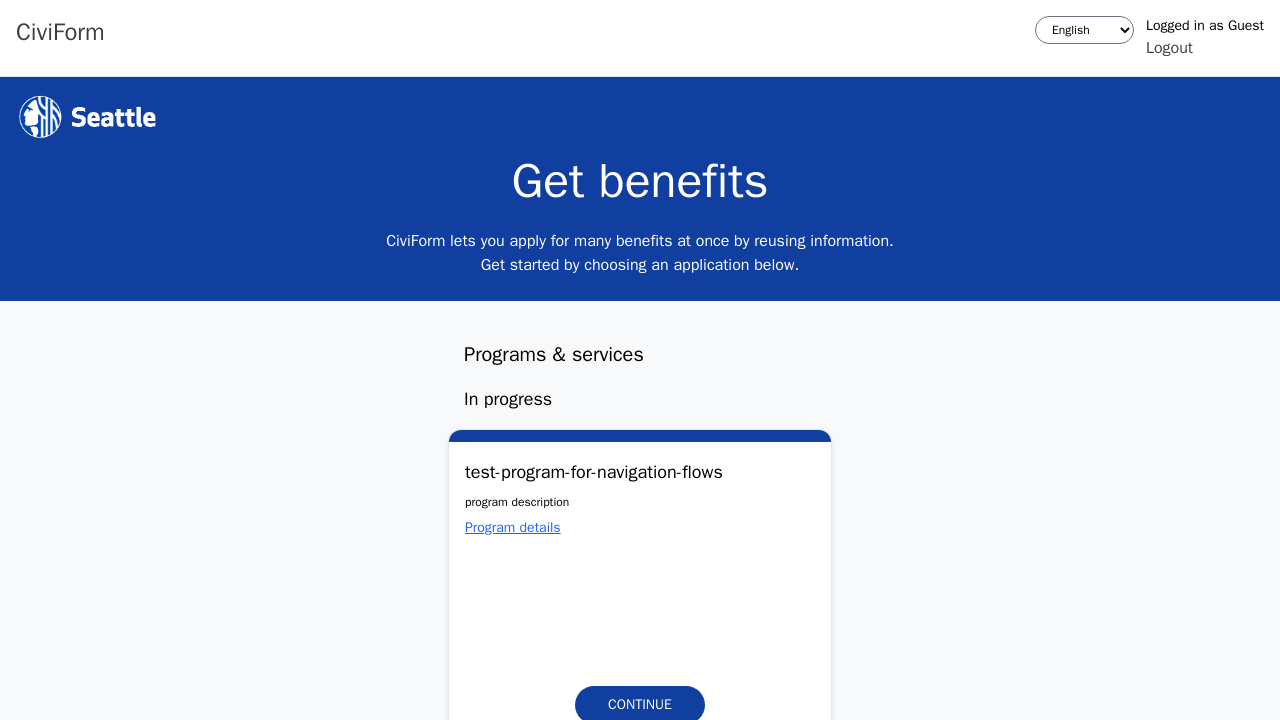 CiviForm
English
Logged in as Guest
Logout
Seattle
Get benefits
CiviForm lets you apply for many benefits at once by reusing information.
Get started by choosing an application below.
Programs & services
In progress
test-program-for-navigation-flows
program description
Program details
CONTINUE